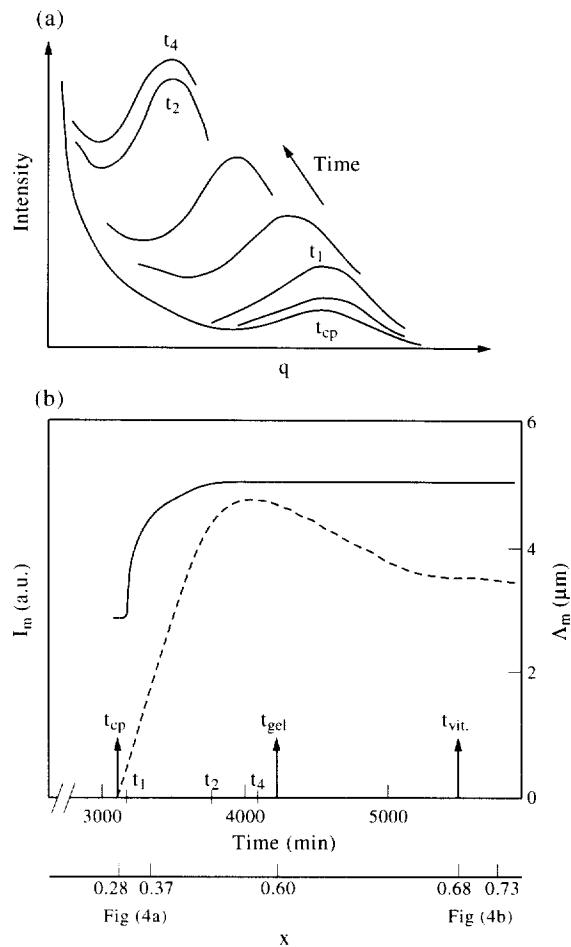 (a)
t4
t2
Time
Intensity
t1
tcp
q
(b)
6
4
Im (a.u.)
Λm (μm)
2
tcp
tgel
tvit.
t1
t2
t4
0
3000 4000 5000
Time (min)
0.28 0.37 0.60 0.68 0.73
Fig (4a) Fig (4b)
x